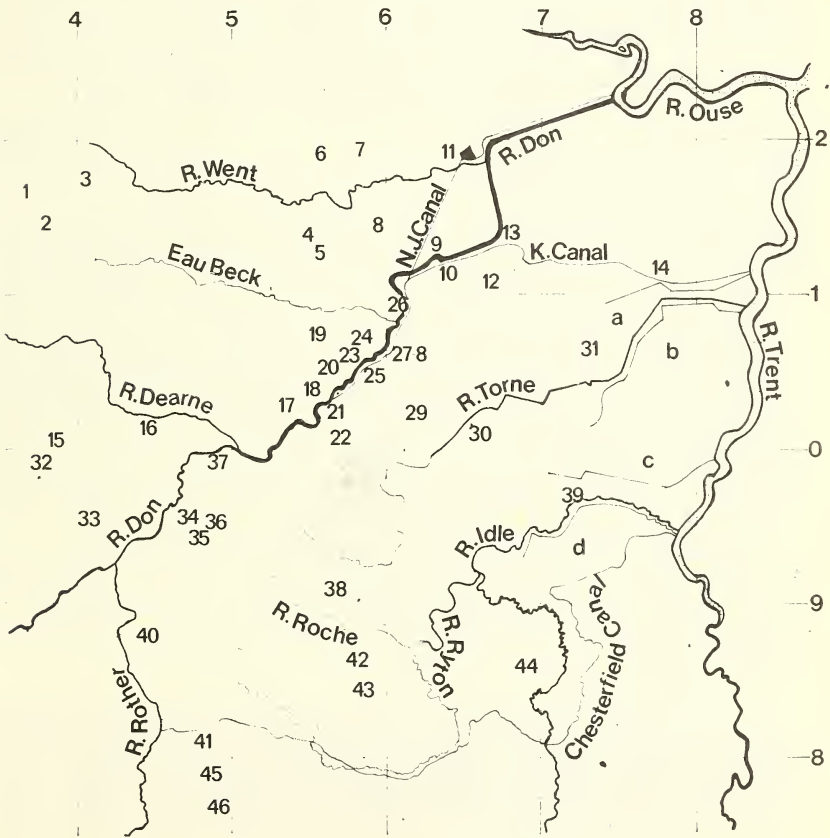 4 5 6 7 8
R. Ouse
2
6 7 11 R. Don
R. Went
1 3
2 8 N.J. Canal
4 5 9 13
K. Canal
Eau Beck 10 12 14
1
26
a
19 24 31 b R. Trent
23 27 8
20 25
R. Dearne 18 R. Torne
17 21 29
16 22 30
15 0
32 37 c
39
33 R. Don 34 36
35 R. Idle d
38 9
R. Roche R. Ryton Chesterfield Canal
40
42 44
43
R. Rother
41 8
45
46